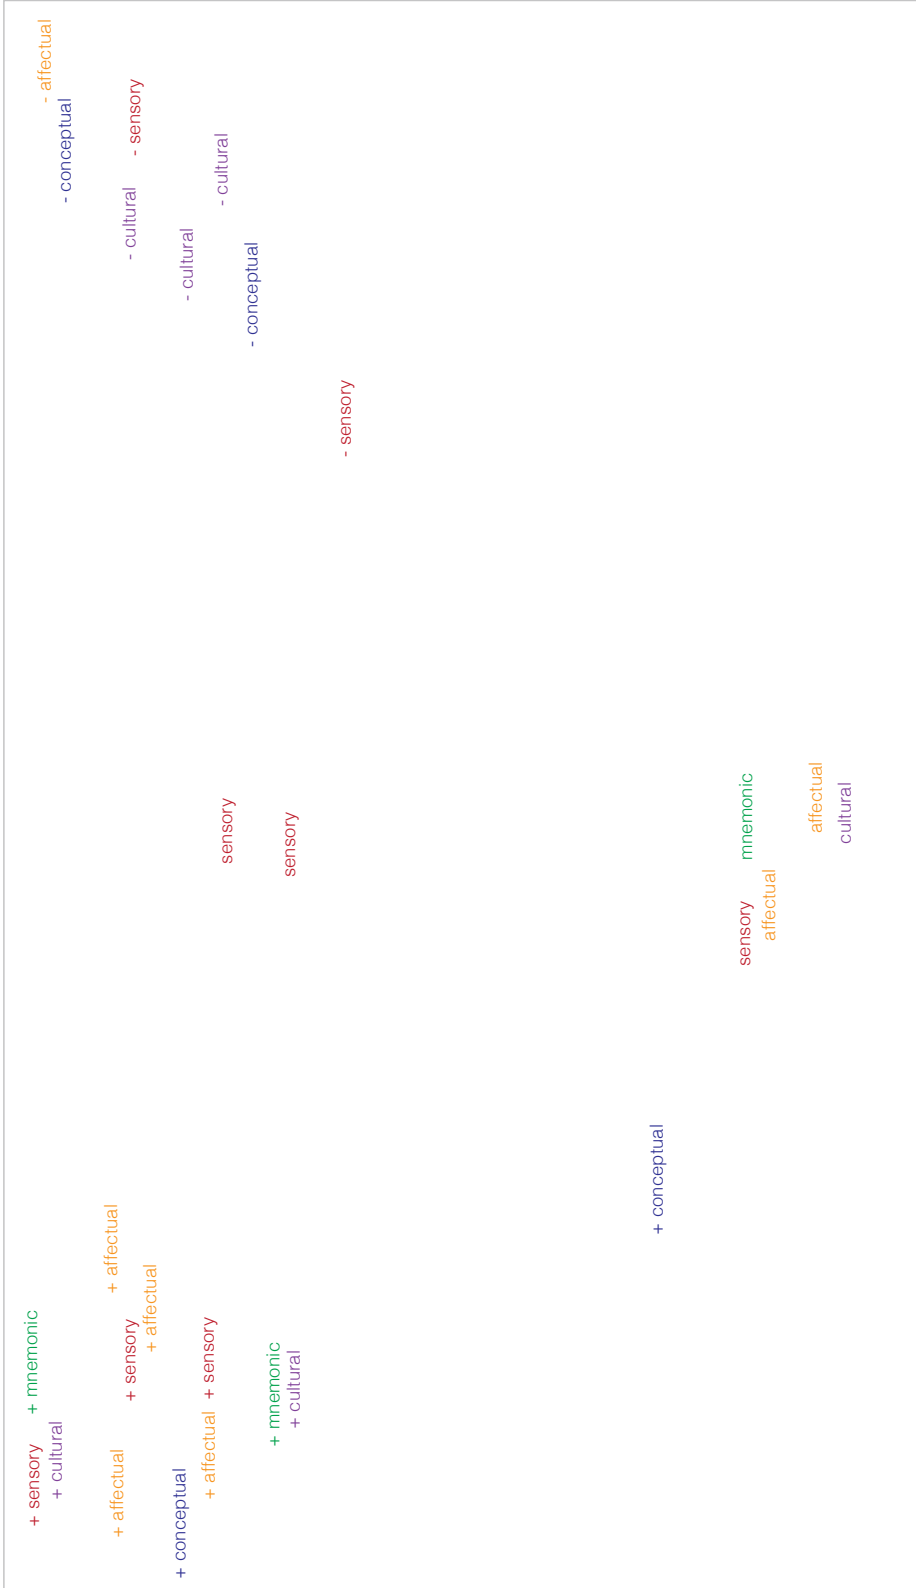 + sensory
+ mnemonic
- affectual
+ cultural
- conceptual
+ affectual
+ affectual
+ sensory
- cultural
- sensory
+ affectual
+ conceptual
- cultural
+ affectual
+ sensory
- cultural
sensory
- conceptual
+ mnemonic
sensory
+ cultural
- sensory
+ conceptual
sensory
mnemonic
affectual
affectual
cultural